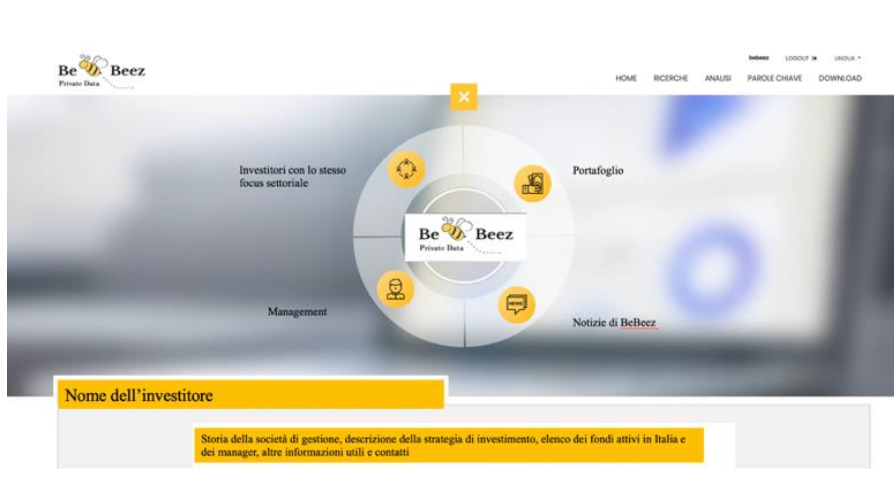 Be Beez
Private Data
bebeez LOGOUT LINGUA
HOME RICERCHE ANALISI PAROLE CHIAVE DOWNLOAD
Investitori con lo stesso
focus settoriale
Portafoglio
Be Beez
Private Data
NEWS
Management
Notizie di BeBeez
Nome dell’investitore
Storia della società di gestione, descrizione della strategia di investimento, elenco dei fondi attivi in Italia e
dei manager, altre informazioni utili e contatti